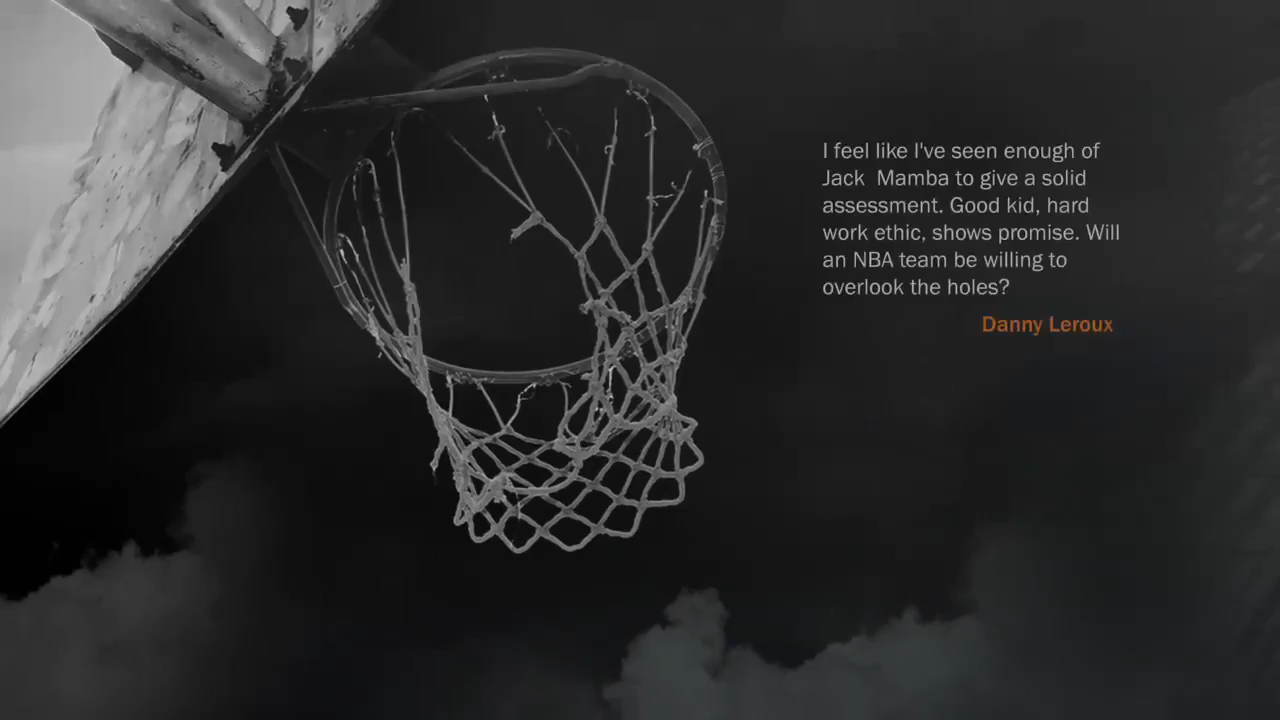 I feel like I've seen enough of
Jack  Mamba to give a solid
assessment. Good kid, hard
work ethic, shows promise. Will
an NBA team be willing to
overlook the holes?
Danny Leroux